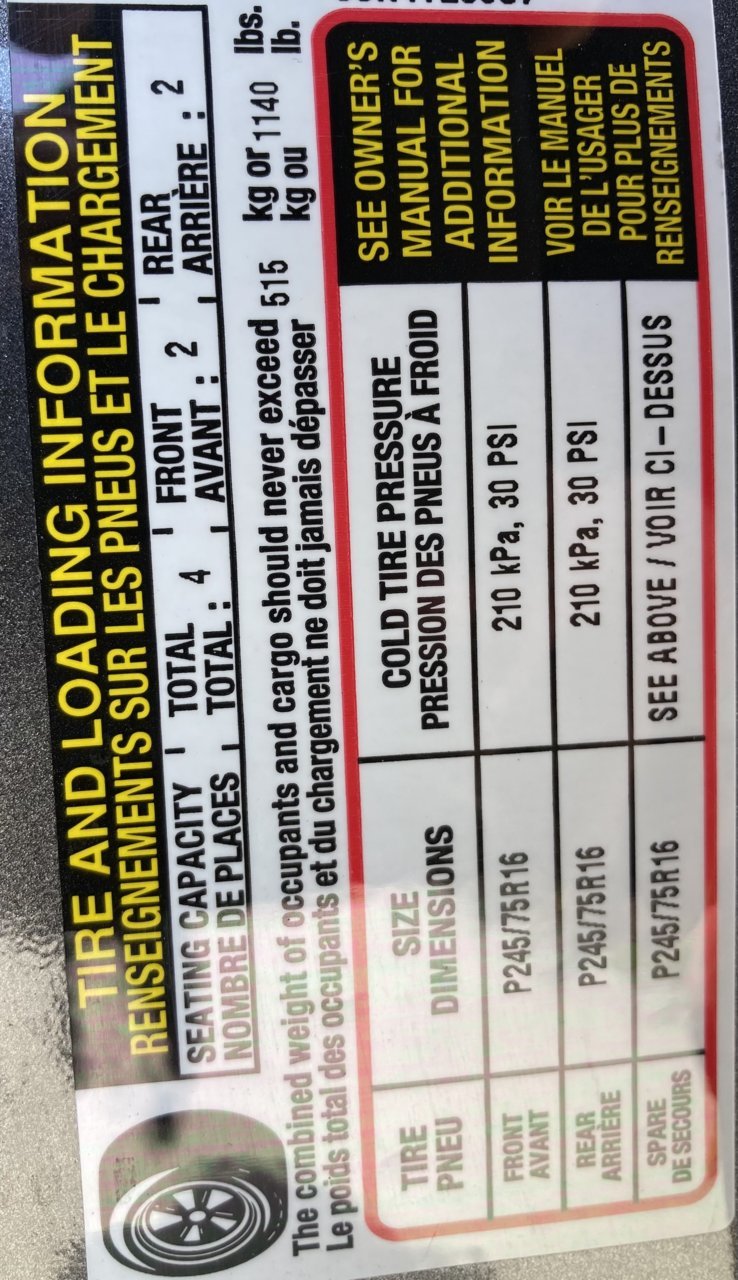 TIRE AND LOADING INFORMATION
RENSEIGNEMENTS SUR LES PNEUS ET LE CHARGEMENT
SEATING CAPACITY | TOTAL | FRONT | REAR
NOMBRE DE PLACES | TOTAL : 4 | AVANT : 2 | ARRIÈRE : 2
The combined weight of occupants and cargo should never exceed 515 kg or 1140 lbs.
Le poids total des occupants et du chargement ne doit jamais dépasser kg ou lb.
TIRE SIZE COLD TIRE PRESSURE
PNEU DIMENSIONS PRESSION DES PNEUS À FROID
FRONT P245/75R16 210 kPa, 30 PSI
AVANT
REAR P245/75R16 210 kPa, 30 PSI
ARRIÈRE
SPARE P245/75R16 SEE ABOVE / VOIR CI-DESSUS
DE SECOURS
SEE OWNER'S
MANUAL FOR
ADDITIONAL
INFORMATION
VOIR LE MANUEL
DE L'USAGER
POUR PLUS DE
RENSEIGNEMENTS